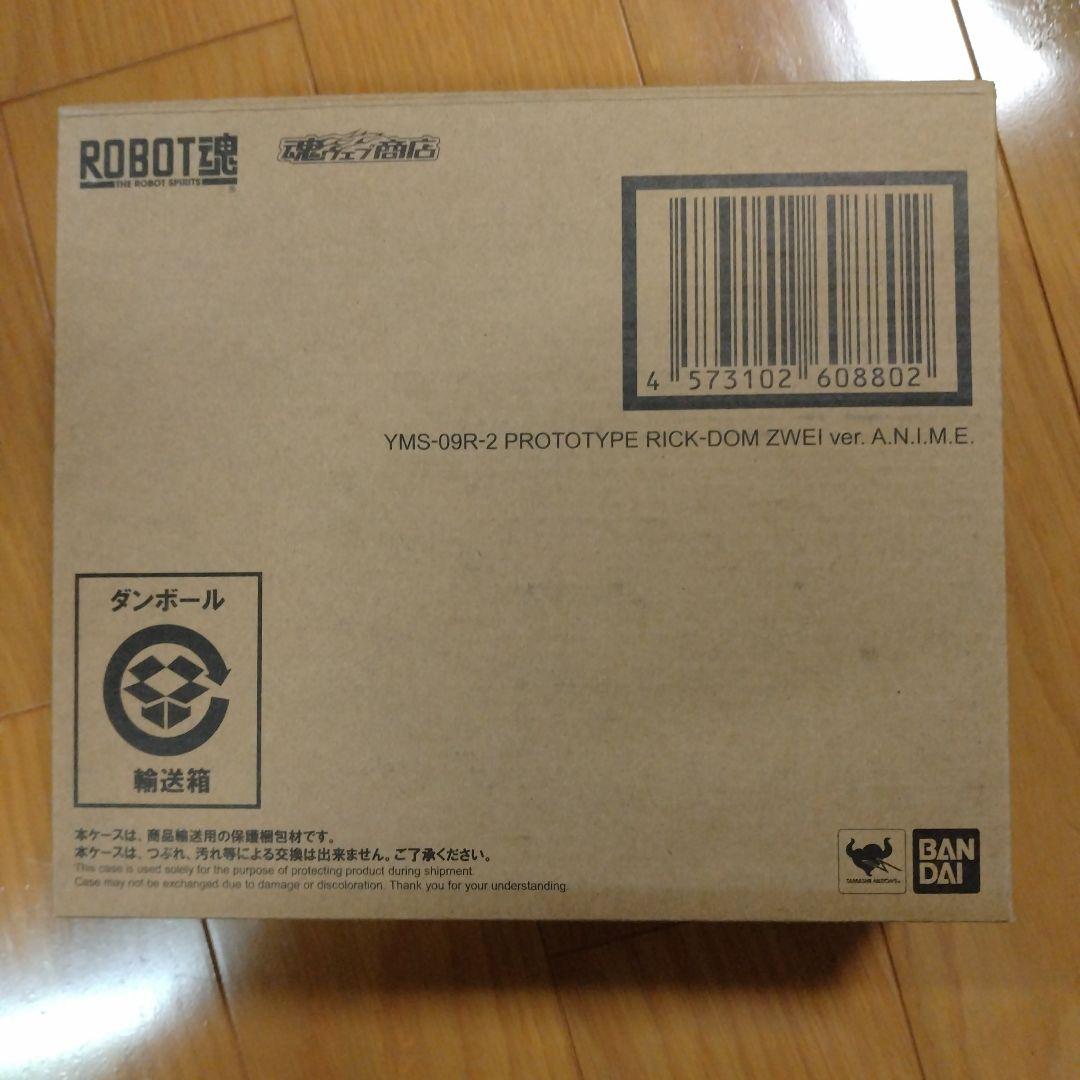 ROBOT魂
THE ROBOT SPIRITS
魂ウェブ商店
4 573102 608802
YMS-09R-2 PROTOTYPE RICK-DOM ZWEI ver. A.N.I.M.E.
ダンボール
輸送箱
本ケースは、商品輸送用の保護梱包材です。
本ケースは、つぶれ、汚れ等による交換は出来ません。ご了承ください。
This case is used solely for the purpose of protecting product during shipment.
Case may not be exchanged due to damage or discoloration. Thank you for your understanding.
TAMASHII NATIONS
BAN
DAI